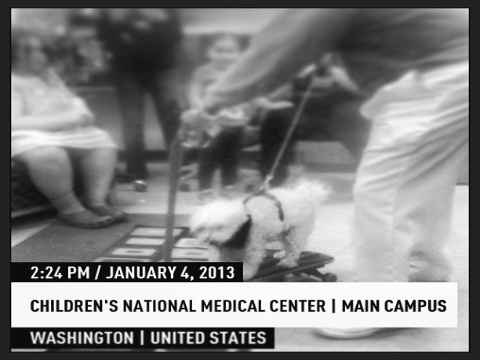 2:24 PM / JANUARY 4, 2013
CHILDREN'S NATIONAL MEDICAL CENTER | MAIN CAMPUS
WASHINGTON | UNITED STATES